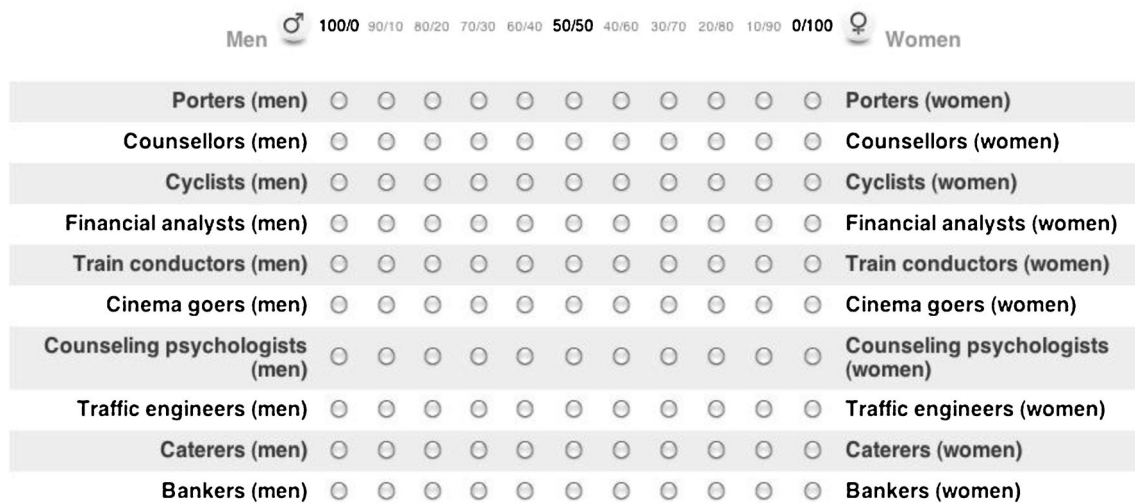 Men ♂ 100/0 90/10 80/20 70/30 60/40 50/50 40/60 30/70 20/80 10/90 0/100 ♀ Women
Porters (men) Porters (women)
Counsellors (men) Counsellors (women)
Cyclists (men) Cyclists (women)
Financial analysts (men) Financial analysts (women)
Train conductors (men) Train conductors (women)
Cinema goers (men) Cinema goers (women)
Counseling psychologists Counseling psychologists
(men) (women)
Traffic engineers (men) Traffic engineers (women)
Caterers (men) Caterers (women)
Bankers (men) Bankers (women)